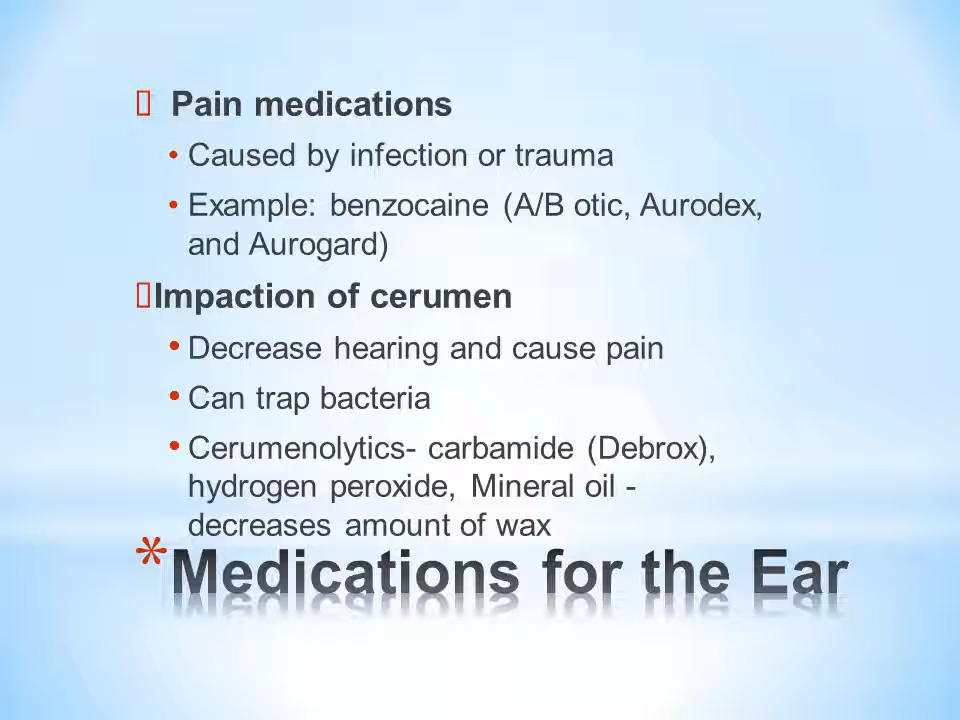 Pain medications
• Caused by infection or trauma
• Example: benzocaine (A/B otic, Aurodex,
and Aurogard)
Impaction of cerumen
• Decrease hearing and cause pain
• Can trap bacteria
• Cerumenolytics- carbamide (Debrox),
hydrogen peroxide, Mineral oil -
decreases amount of wax
* Medications for the Ear